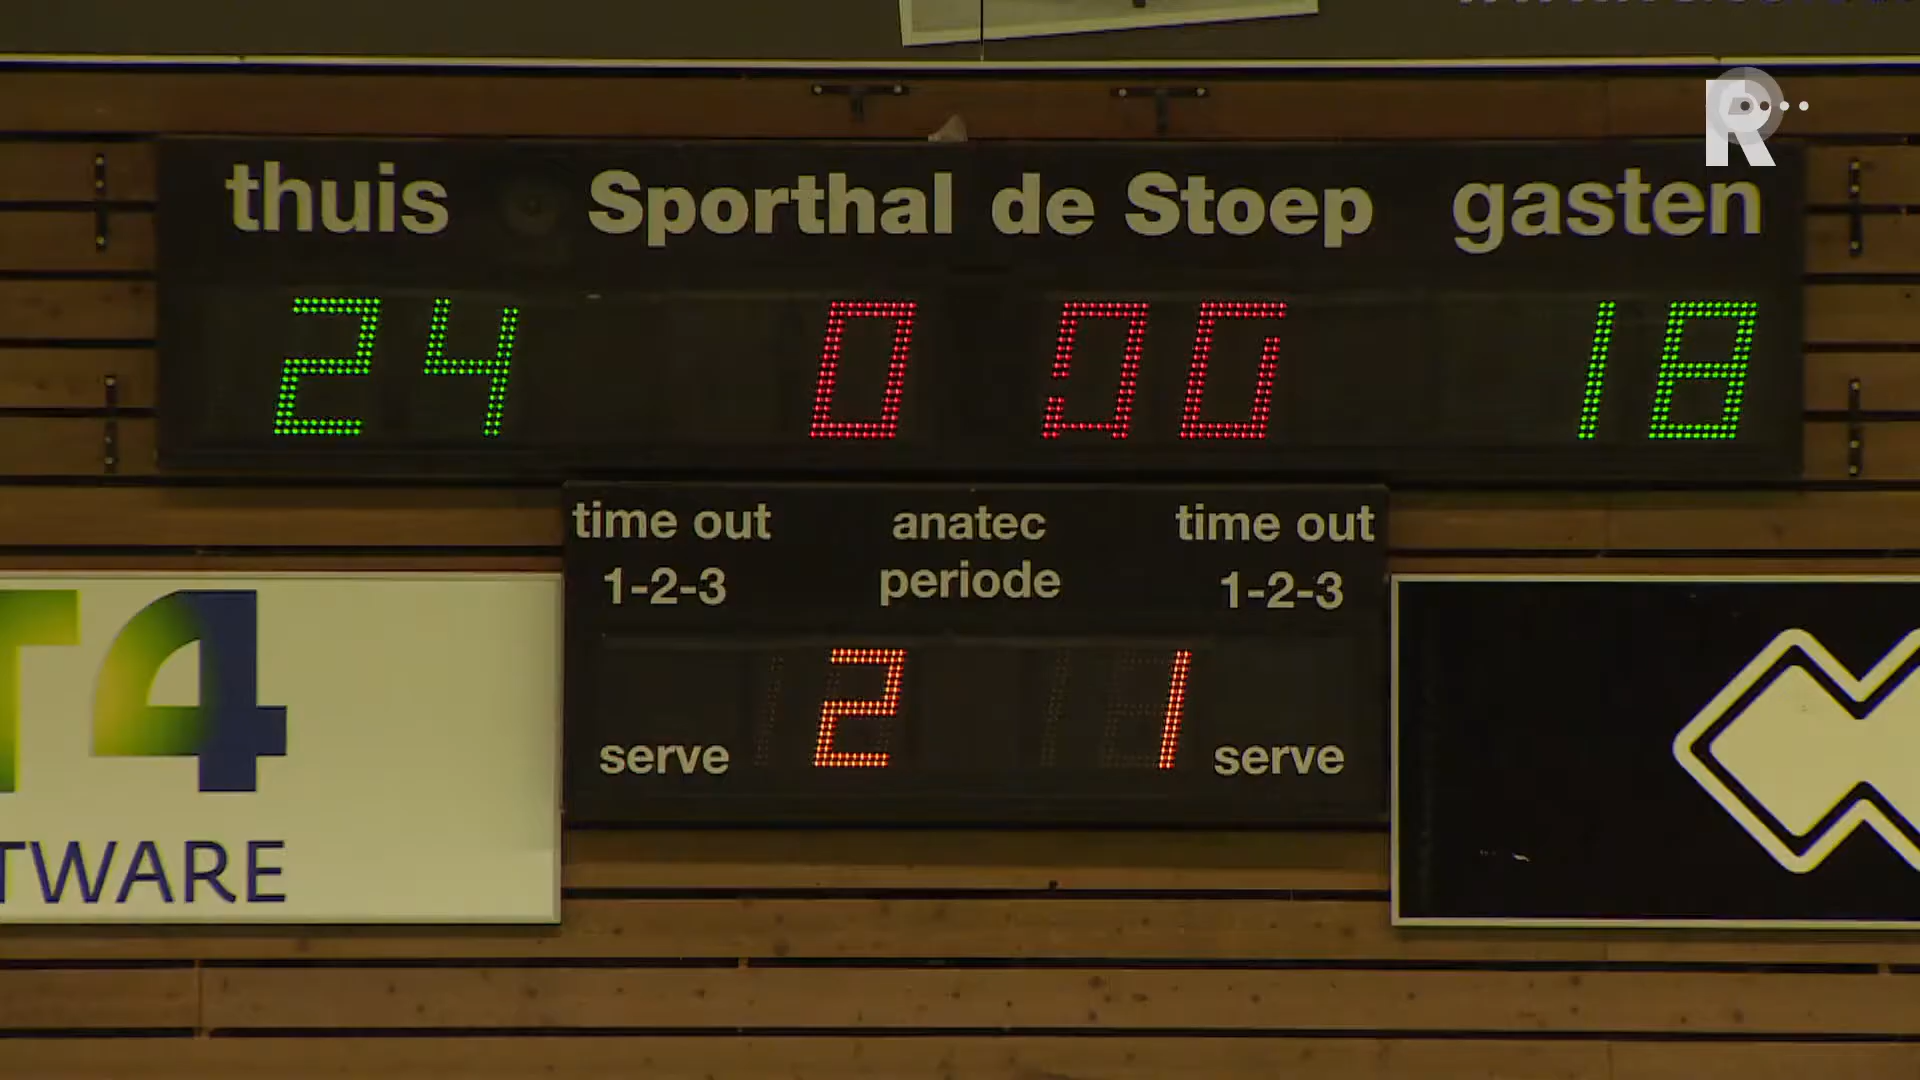 thuis Sporthal de Stoep gasten
24 0 00 18
time out anatec time out
1-2-3 periode 1-2-3
2 1
serve serve
T4
TWARE
R